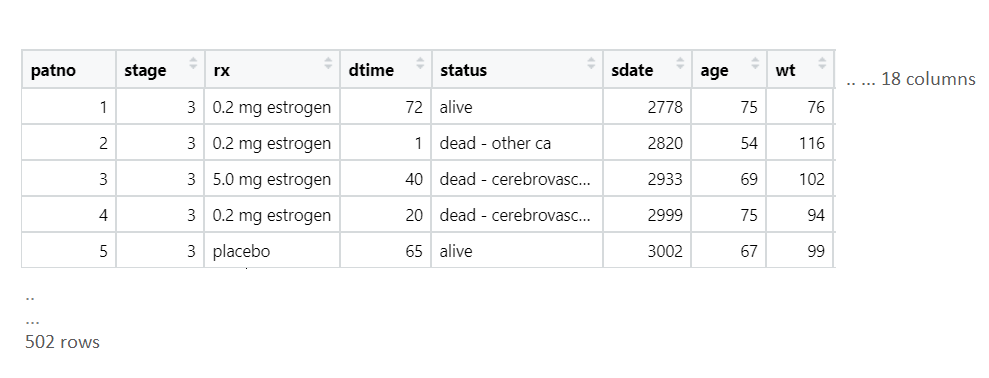 patno stage rx dtime status sdate age wt
.. ... 18 columns
1 3 0.2 mg estrogen 72 alive 2778 75 76
2 3 0.2 mg estrogen 1 dead - other ca 2820 54 116
3 3 5.0 mg estrogen 40 dead - cerebrovasc... 2933 69 102
4 3 0.2 mg estrogen 20 dead - cerebrovasc... 2999 75 94
5 3 placebo 65 alive 3002 67 99
..
...
502 rows